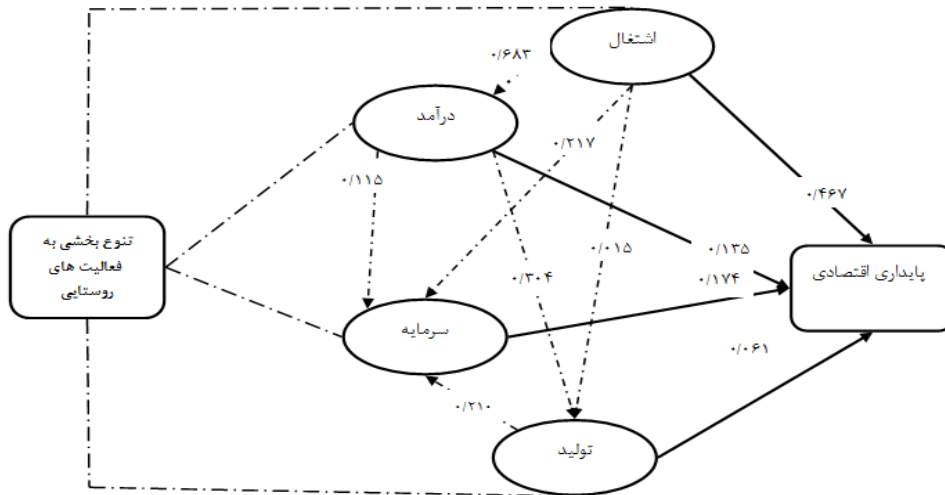 اشتغال
۰/۶۸۳
درآمد
۰/۲۱۷
۰/۱۱۵
۰/۴۶۷
تنوع بخشی به
فعالیت های
روستایی
۰/۰۱۵
۰/۱۳۵
۰/۳۰۴
۰/۱۷۴
پایداری اقتصادی
سرمایه
۰/۰۶۱
۰/۲۱۰
تولید